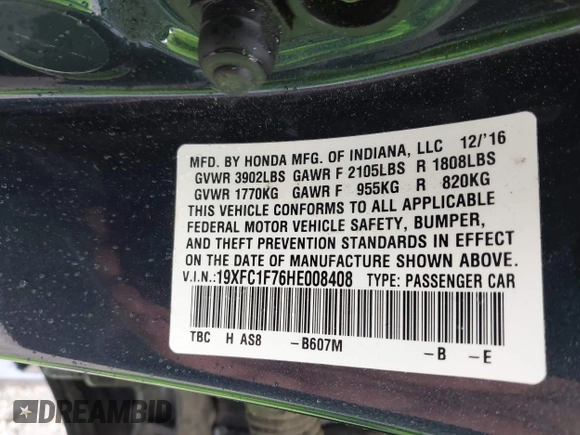 MFD. BY HONDA MFG. OF INDIANA, LLC 12/'16
GVWR 3902LBS GAWR F 2105LBS R 1808LBS
GVWR 1770KG GAWR F 955KG R 820KG
THIS VEHICLE CONFORMS TO ALL APPLICABLE
FEDERAL MOTOR VEHICLE SAFETY, BUMPER,
AND THEFT PREVENTION STANDARDS IN EFFECT
ON THE DATE OF MANUFACTURE SHOWN ABOVE.
V.I.N.:19XFC1F76HE008408 TYPE: PASSENGER CAR
TBC H AS8 -B607M -B -E
DREAMBID